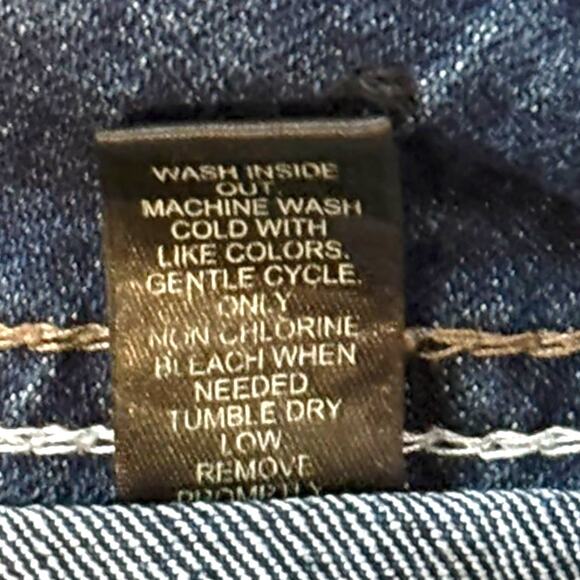 WASH INSIDE
OUT.
MACHINE WASH
COLD WITH
LIKE COLORS.
GENTLE CYCLE.
ONLY
NON CHLORINE
BLEACH WHEN
NEEDED.
TUMBLE DRY
LOW.
REMOVE
PROMPTLY.